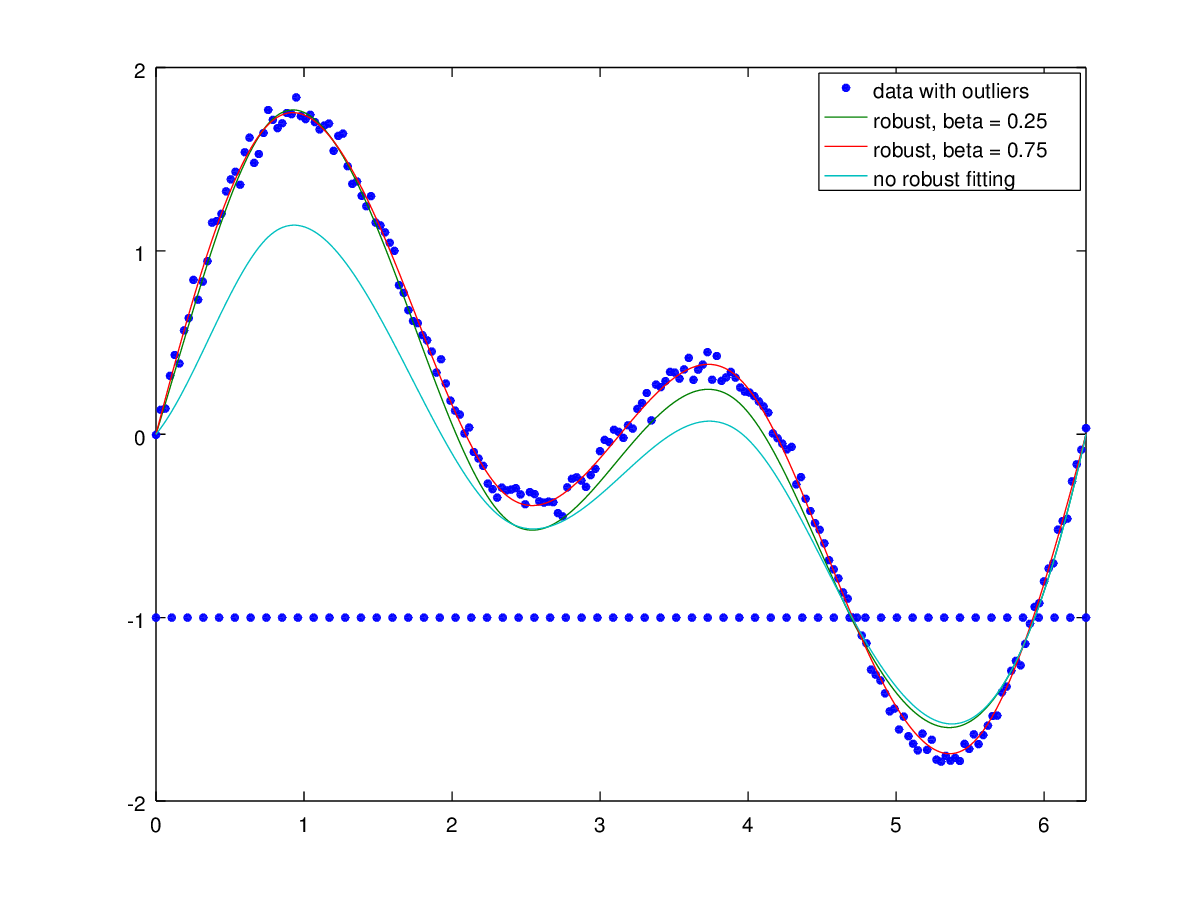 2
data with outliers
robust, beta = 0.25
robust, beta = 0.75
no robust fitting
1
0
-1
-2
0 1 2 3 4 5 6